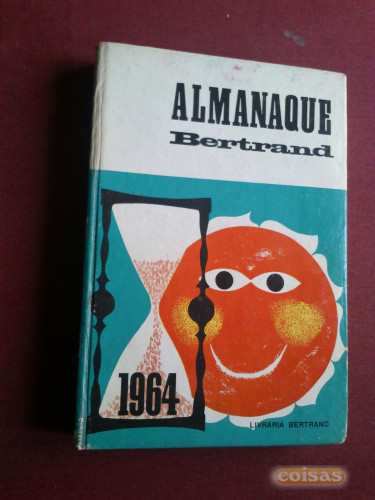 ALMANAQUE
Bertrand
1964
LIVRARIA BERTRAND
coisas